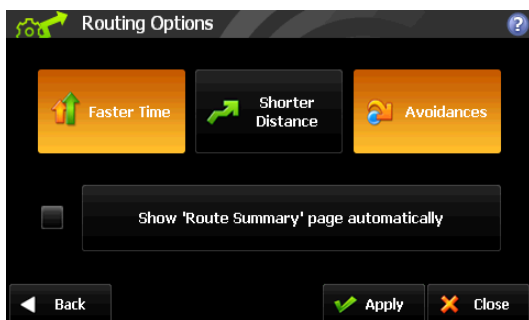 Routing Options
?
Faster Time
Shorter
Distance
Avoidances
Show 'Route Summary' page automatically
Back
Apply
Close